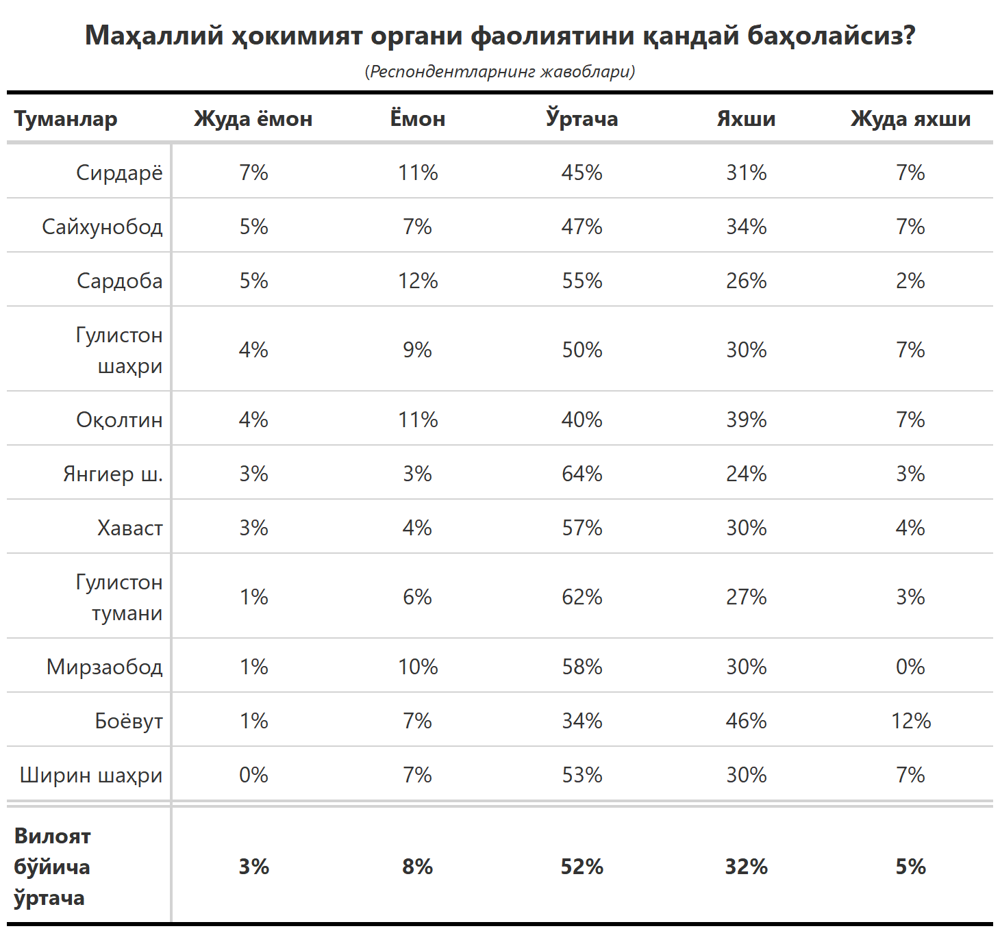 Маҳаллий ҳокимият органи фаолиятини қандай баҳолайсиз?
(Респондентларнинг жавоблари)
Туманлар Жуда ёмон Ёмон Ўртача Яхши Жуда яхши
Сирдарё 7% 11% 45% 31% 7%
Сайхунобод 5% 7% 47% 34% 7%
Сардоба 5% 12% 55% 26% 2%
Гулистон
шаҳри 4% 9% 50% 30% 7%
Оқолтин 4% 11% 40% 39% 7%
Янгиер ш. 3% 3% 64% 24% 3%
Хаваст 3% 4% 57% 30% 4%
Гулистон
тумани 1% 6% 62% 27% 3%
Мирзаобод 1% 10% 58% 30% 0%
Боёвут 1% 7% 34% 46% 12%
Ширин шаҳри 0% 7% 53% 30% 7%
Вилоят
бўйича 3% 8% 52% 32% 5%
ўртача